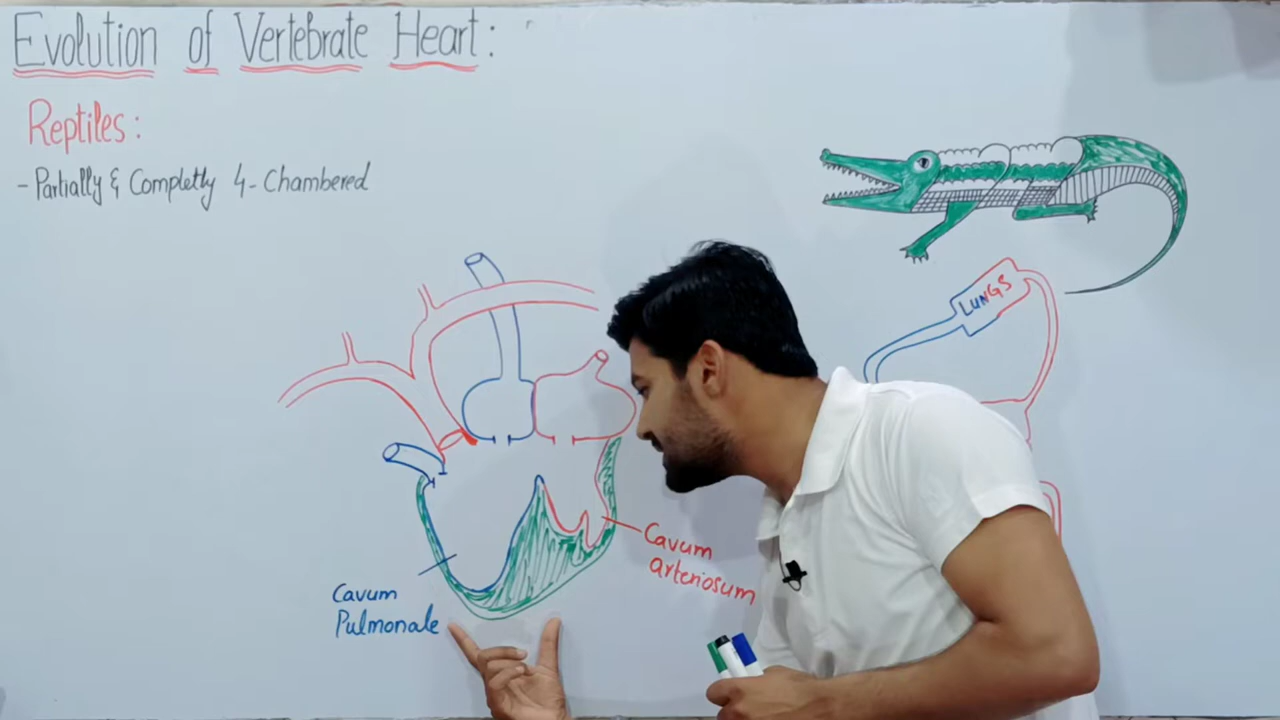 Evolution of Vertebrate Heart:
Reptiles:
- Partially & Completly 4-Chambered
LUNGS
Cavum
arteriosum
Cavum
Pulmonale